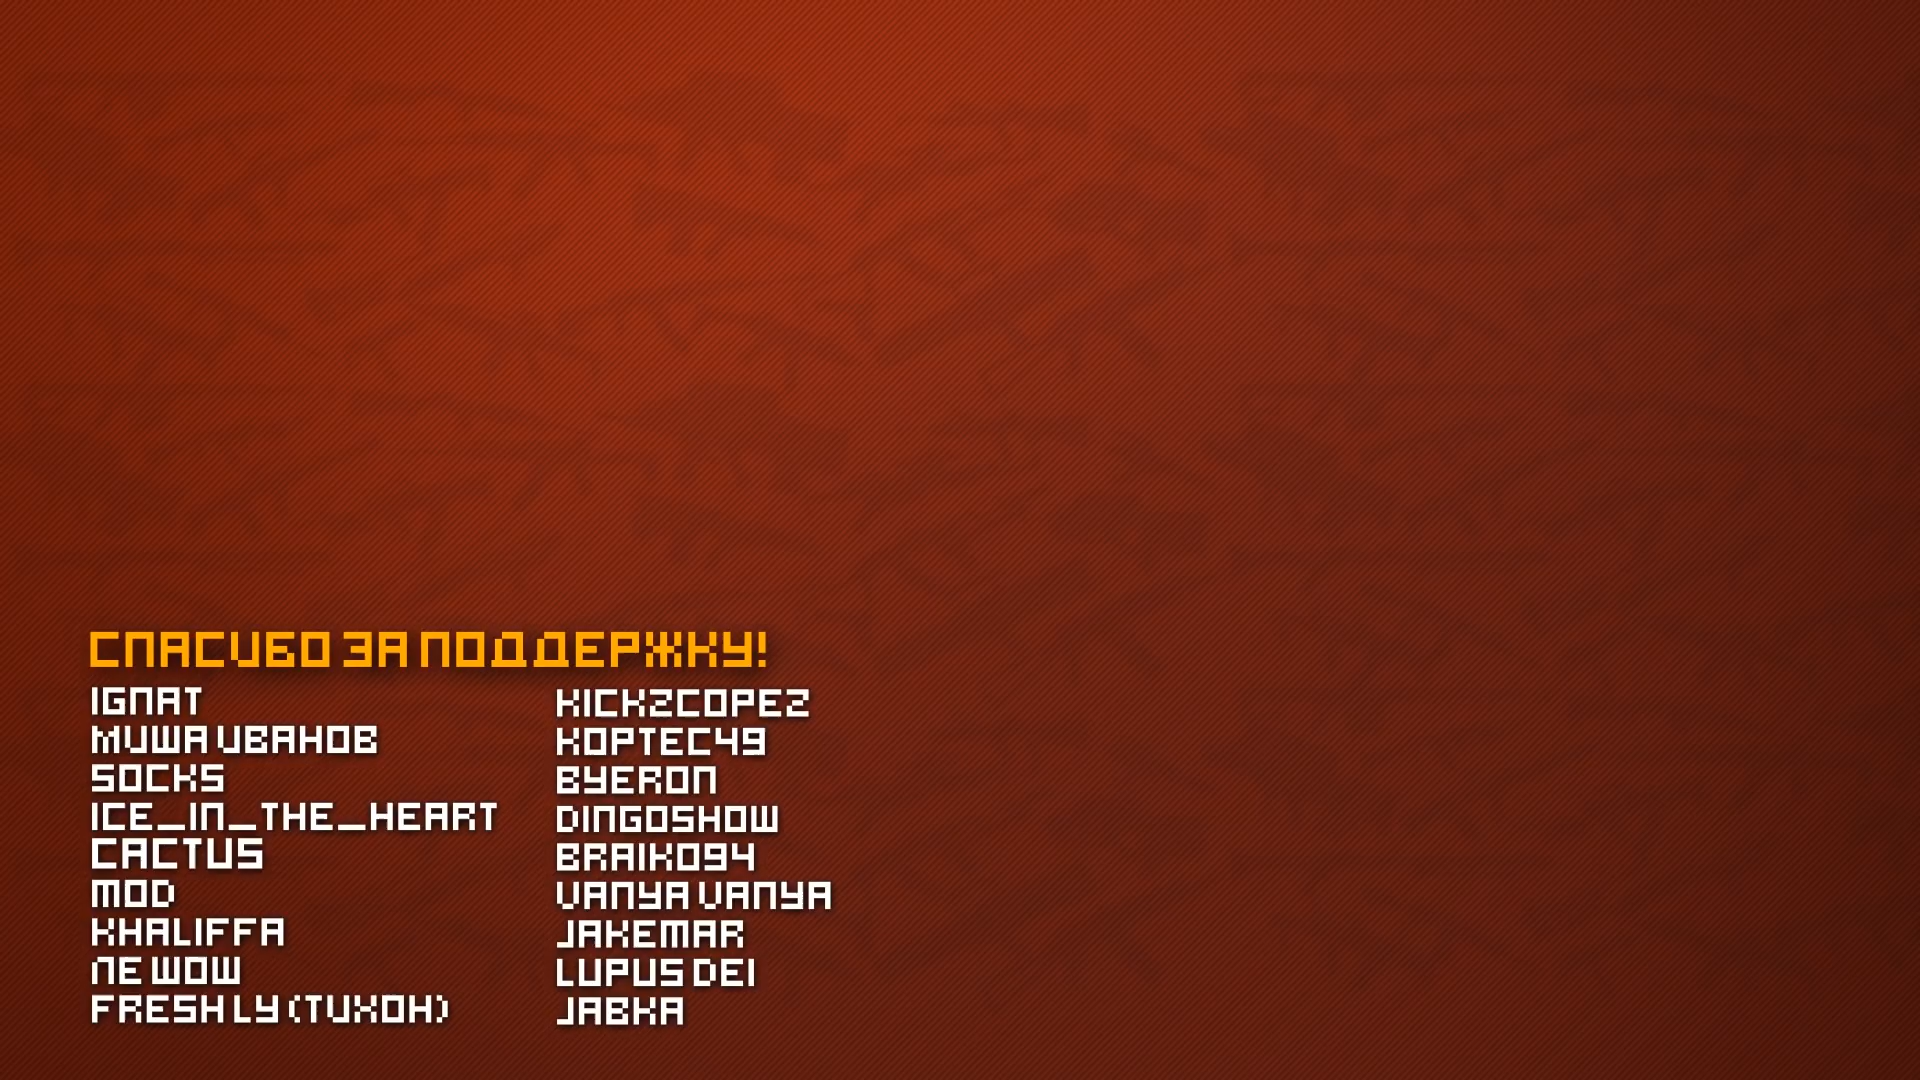 СПАСИБО ЗА ПОДДЕРЖКУ!
IGNAT
МИША ИВАНОВ
SOCKS
ICE_IN_THE_HEART
CACTUS
MOD
KHALIFFA
NE WOW
FRESH LY (ТИХОН)
KICKZCOPEZ
КОРТЕС49
BYERON
DINGOSHOW
BRAIKO94
VANYA VANYA
JAKEMAR
LUPUS DEI
JABKA